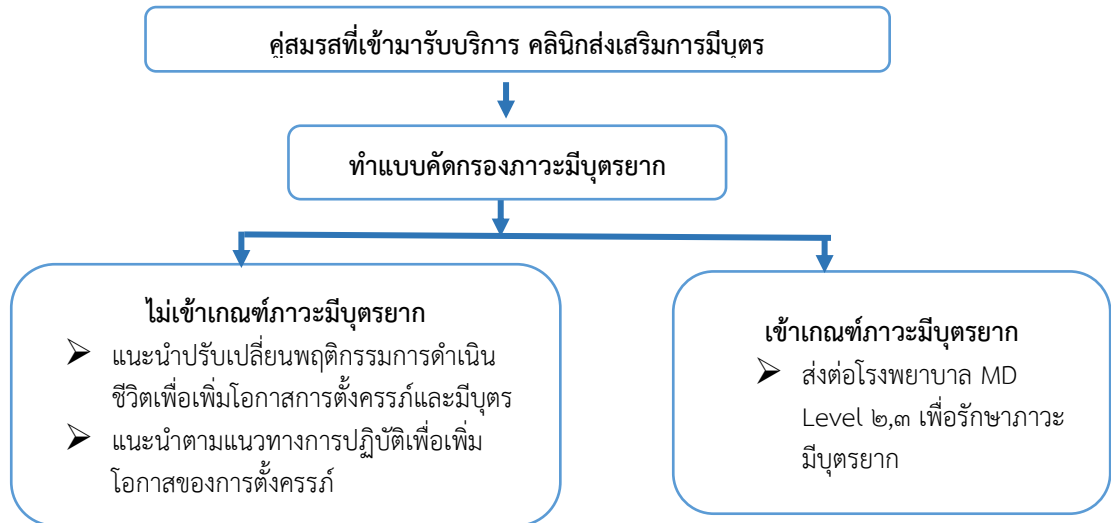 คู่สมรสที่เข้ามารับบริการ คลินิกส่งเสริมการมีบุตร
ทำแบบคัดกรองภาวะมีบุตรยาก
ไม่เข้าเกณฑ์ภาวะมีบุตรยาก
➢ แนะนำปรับเปลี่ยนพฤติกรรมการดำเนิน
ชีวิตเพื่อเพิ่มโอกาสการตั้งครรภ์และมีบุตร
➢ แนะนำตามแนวทางการปฏิบัติเพื่อเพิ่ม
โอกาสของการตั้งครรภ์
เข้าเกณฑ์ภาวะมีบุตรยาก
➢ ส่งต่อโรงพยาบาล MD
Level ๒,๓ เพื่อรักษาภาวะ
มีบุตรยาก